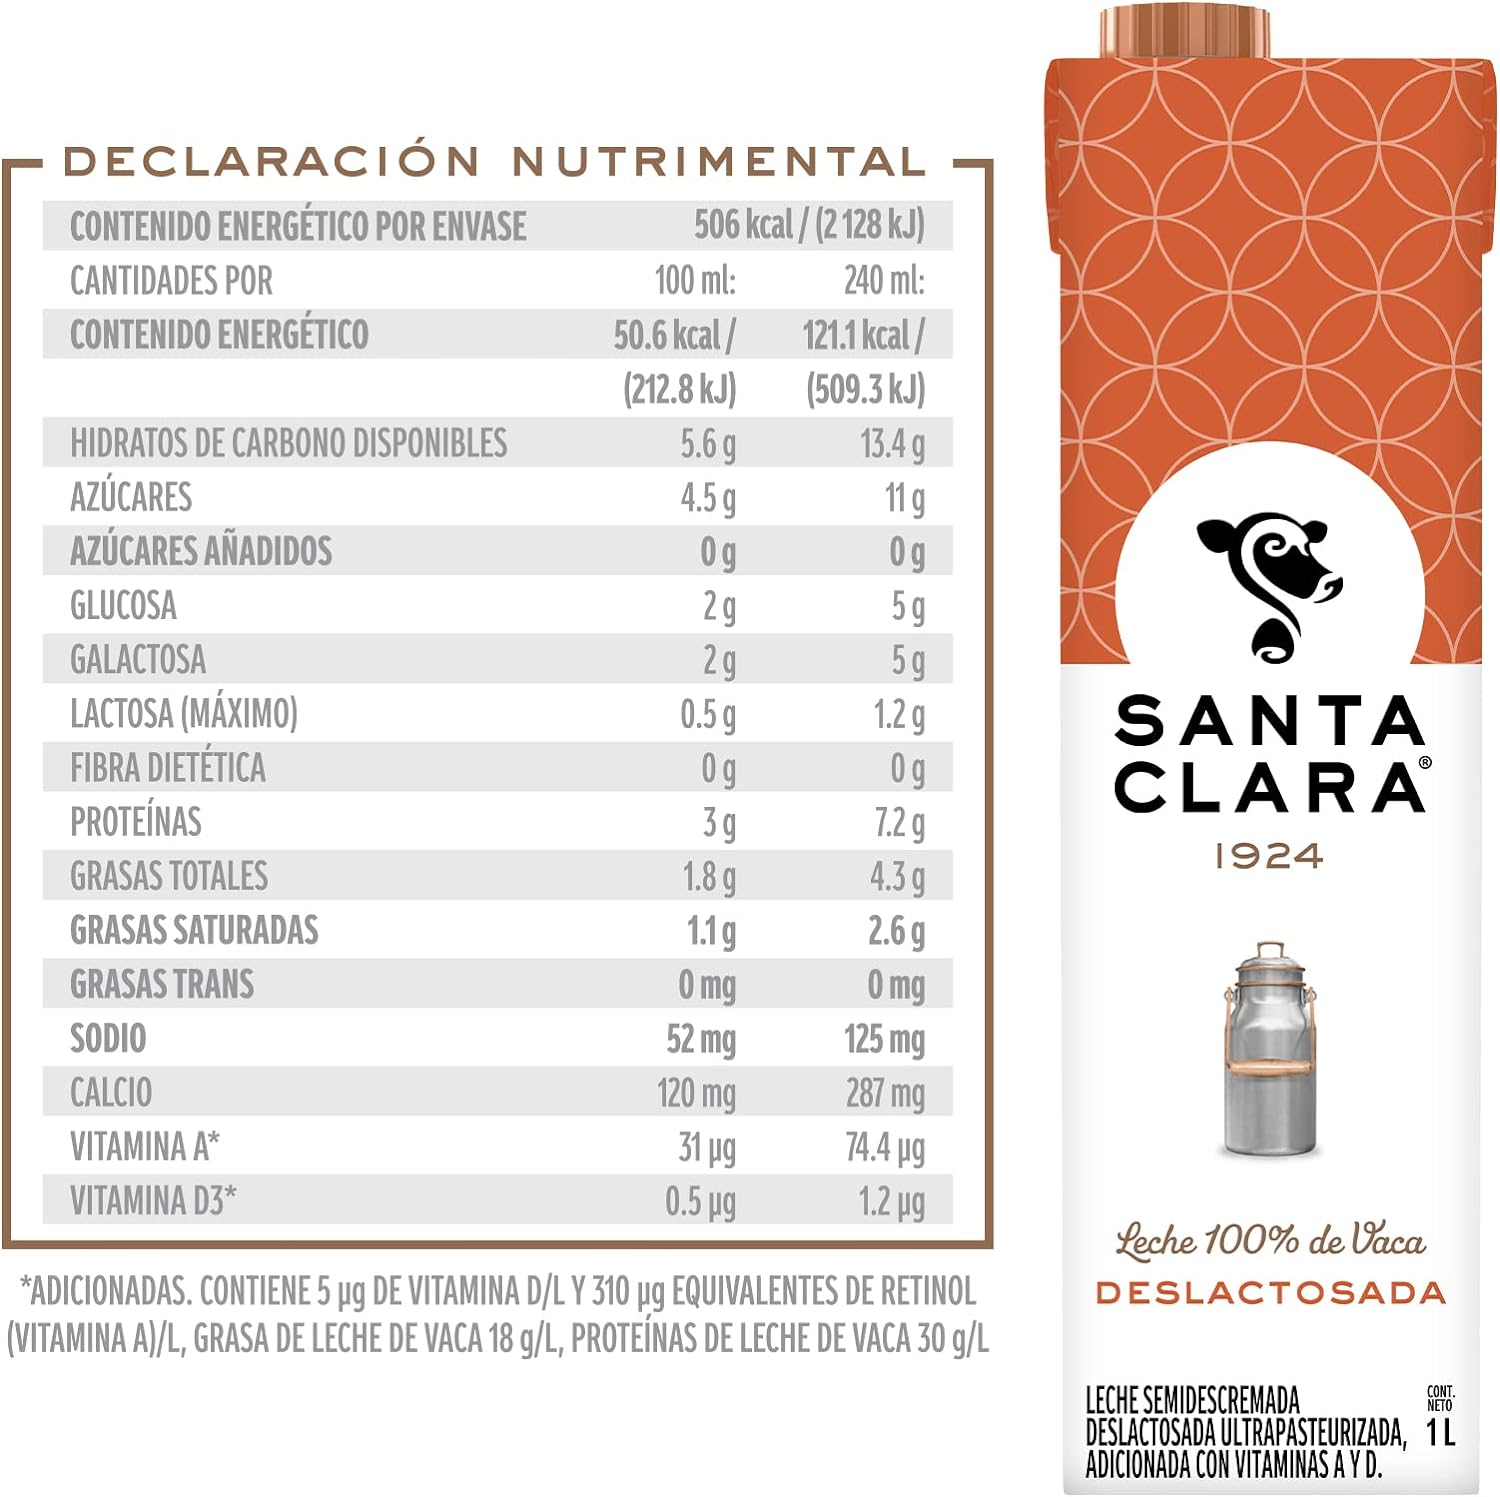 DECLARACIÓN NUTRIMENTAL
CONTENIDO ENERGÉTICO POR ENVASE 506 kcal / (2 128 kJ)
CANTIDADES POR 100 ml: 240 ml:
CONTENIDO ENERGÉTICO 50.6 kcal / 121.1 kcal /
(212.8 kJ) (509.3 kJ)
HIDRATOS DE CARBONO DISPONIBLES 5.6 g 13.4 g
AZÚCARES 4.5 g 11 g
AZÚCARES AÑADIDOS 0 g 0 g
GLUCOSA 2 g 5 g
GALACTOSA 2 g 5 g
LACTOSA (MÁXIMO) 0.5 g 1.2 g
FIBRA DIETÉTICA 0 g 0 g
PROTEÍNAS 3 g 7.2 g
GRASAS TOTALES 1.8 g 4.3 g
GRASAS SATURADAS 1.1 g 2.6 g
GRASAS TRANS 0 mg 0 mg
SODIO 52 mg 125 mg
CALCIO 120 mg 287 mg
VITAMINA A* 31 µg 74.4 µg
VITAMINA D3* 0.5 µg 1.2 µg
*ADICIONADAS. CONTIENE 5 µg DE VITAMINA D/L Y 310 µg EQUIVALENTES DE RETINOL
(VITAMINA A)/L, GRASA DE LECHE DE VACA 18 g/L, PROTEÍNAS DE LECHE DE VACA 30 g/L
SANTA
CLARA®
1924
Leche 100% de Vaca
DESLACTOSADA
LECHE SEMIDESCREMADA
DESLACTOSADA ULTRAPASTEURIZADA,
ADICIONADA CON VITAMINAS A Y D.
CONT.
NETO
1 L